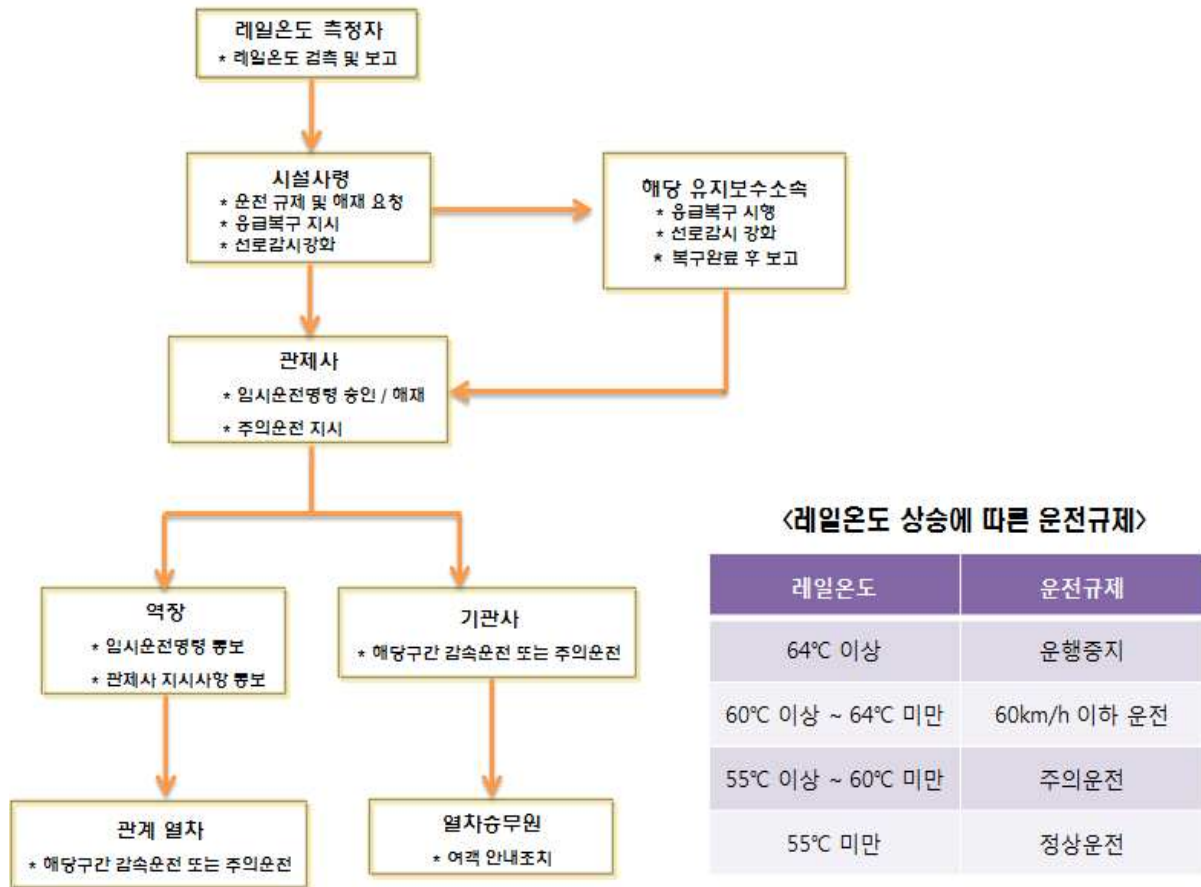 레일온도 측정자
* 레일온도 검측 및 보고
시설사령
* 운전 규제 및 해재 요청
* 응급복구 지시
* 선로감시강화
해당 유지보수소속
* 응급복구 시행
* 선로감시 강화
* 복구완료 후 보고
관제사
* 임시운전명령 승인 / 해재
* 주의운전 지시
역장
* 임시운전명령 통보
* 관제사 지시사항 통보
기관사
* 해당구간 감속운전 또는 주의운전
관계 열차
* 해당구간 감속운전 또는 주의운전
열차승무원
* 여객 안내조치
<레일온도 상승에 따른 운전규제>
레일온도 운전규제
64℃ 이상 운행중지
60℃ 이상 ~ 64℃ 미만 60km/h 이하 운전
55℃ 이상 ~ 60℃ 미만 주의운전
55℃ 미만 정상운전